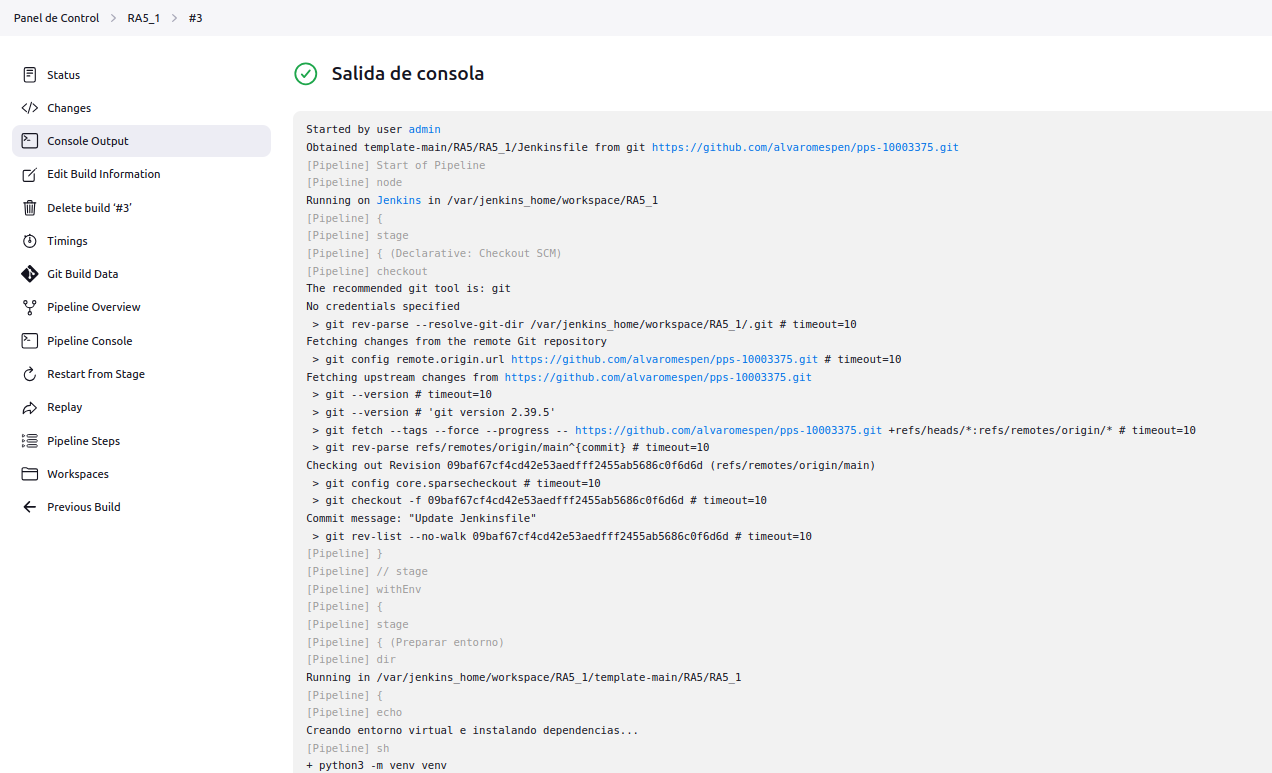 Panel de Control > RA5_1 > #3
Status
Changes
Console Output
Edit Build Information
Delete build ‘#3’
Timings
Git Build Data
Pipeline Overview
Pipeline Console
Restart from Stage
Replay
Pipeline Steps
Workspaces
Previous Build
Salida de consola
Started by user admin
Obtained template-main/RA5/RA5_1/Jenkinsfile from git https://github.com/alvaromespen/pps-10003375.git
[Pipeline] Start of Pipeline
[Pipeline] node
Running on Jenkins in /var/jenkins_home/workspace/RA5_1
[Pipeline] {
[Pipeline] stage
[Pipeline] { (Declarative: Checkout SCM)
[Pipeline] checkout
The recommended git tool is: git
No credentials specified
 > git rev-parse --resolve-git-dir /var/jenkins_home/workspace/RA5_1/.git # timeout=10
Fetching changes from the remote Git repository
 > git config remote.origin.url https://github.com/alvaromespen/pps-10003375.git # timeout=10
Fetching upstream changes from https://github.com/alvaromespen/pps-10003375.git
 > git --version # timeout=10
 > git --version # 'git version 2.39.5'
 > git fetch --tags --force --progress -- https://github.com/alvaromespen/pps-10003375.git +refs/heads/*:refs/remotes/origin/* # timeout=10
 > git rev-parse refs/remotes/origin/main^{commit} # timeout=10
Checking out Revision 09baf67cf4cd42e53aedfff2455ab5686c0f6d6d (refs/remotes/origin/main)
 > git config core.sparsecheckout # timeout=10
 > git checkout -f 09baf67cf4cd42e53aedfff2455ab5686c0f6d6d # timeout=10
Commit message: "Update Jenkinsfile"
 > git rev-list --no-walk 09baf67cf4cd42e53aedfff2455ab5686c0f6d6d # timeout=10
[Pipeline] }
[Pipeline] // stage
[Pipeline] withEnv
[Pipeline] {
[Pipeline] stage
[Pipeline] { (Preparar entorno)
[Pipeline] dir
Running in /var/jenkins_home/workspace/RA5_1/template-main/RA5/RA5_1
[Pipeline] {
[Pipeline] echo
Creando entorno virtual e instalando dependencias...
[Pipeline] sh
+ python3 -m venv venv